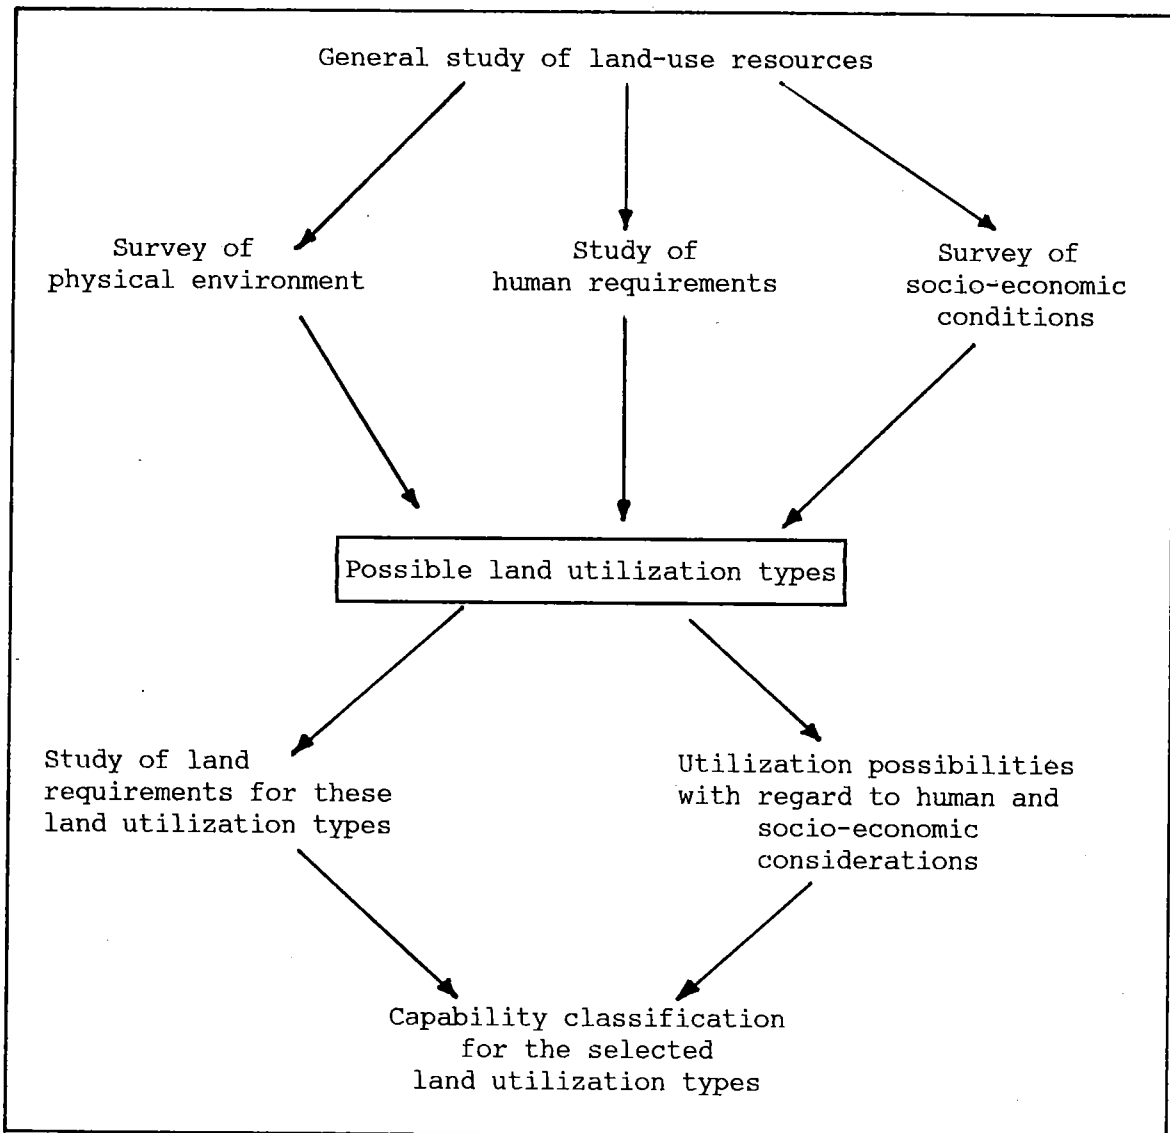 General study of land-use resources
Survey of
physical environment
Study of
human requirements
Survey of
socio-economic
conditions
Possible land utilization types
Study of land
requirements for these
land utilization types
Utilization possibilities
with regard to human and
socio-economic
considerations
Capability classification
for the selected
land utilization types